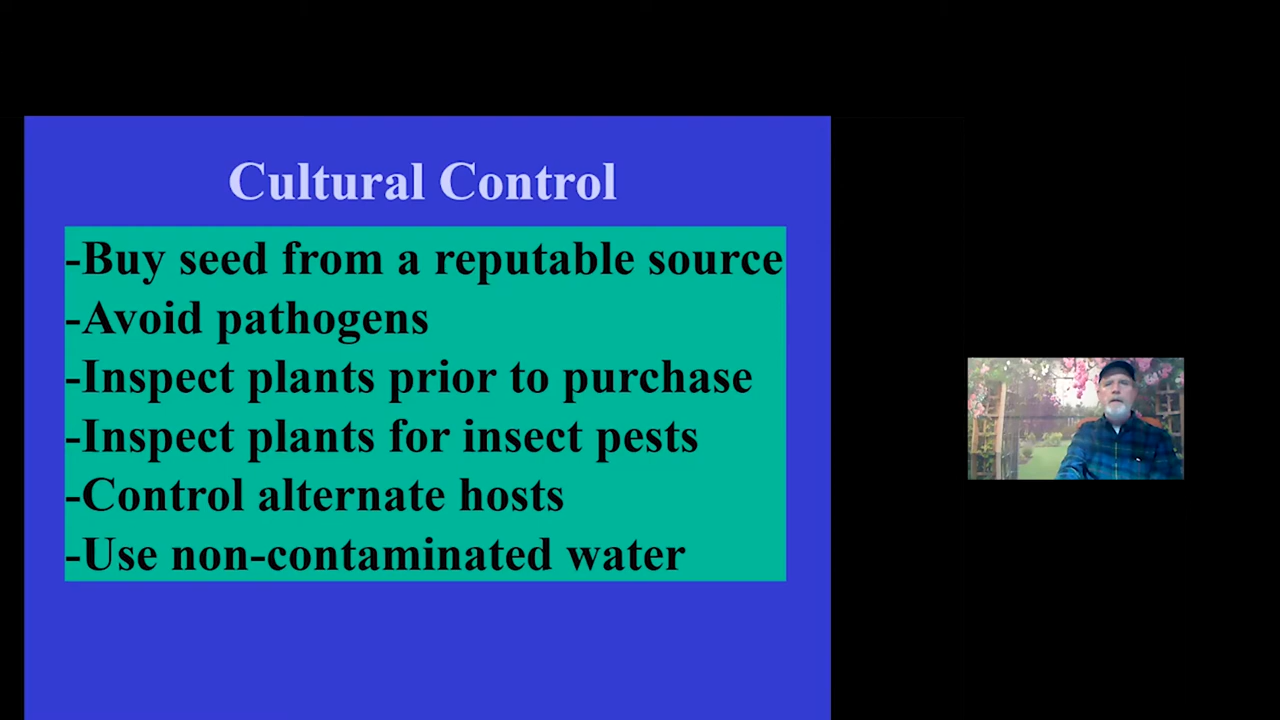 Cultural Control
-Buy seed from a reputable source
-Avoid pathogens
-Inspect plants prior to purchase
-Inspect plants for insect pests
-Control alternate hosts
-Use non-contaminated water